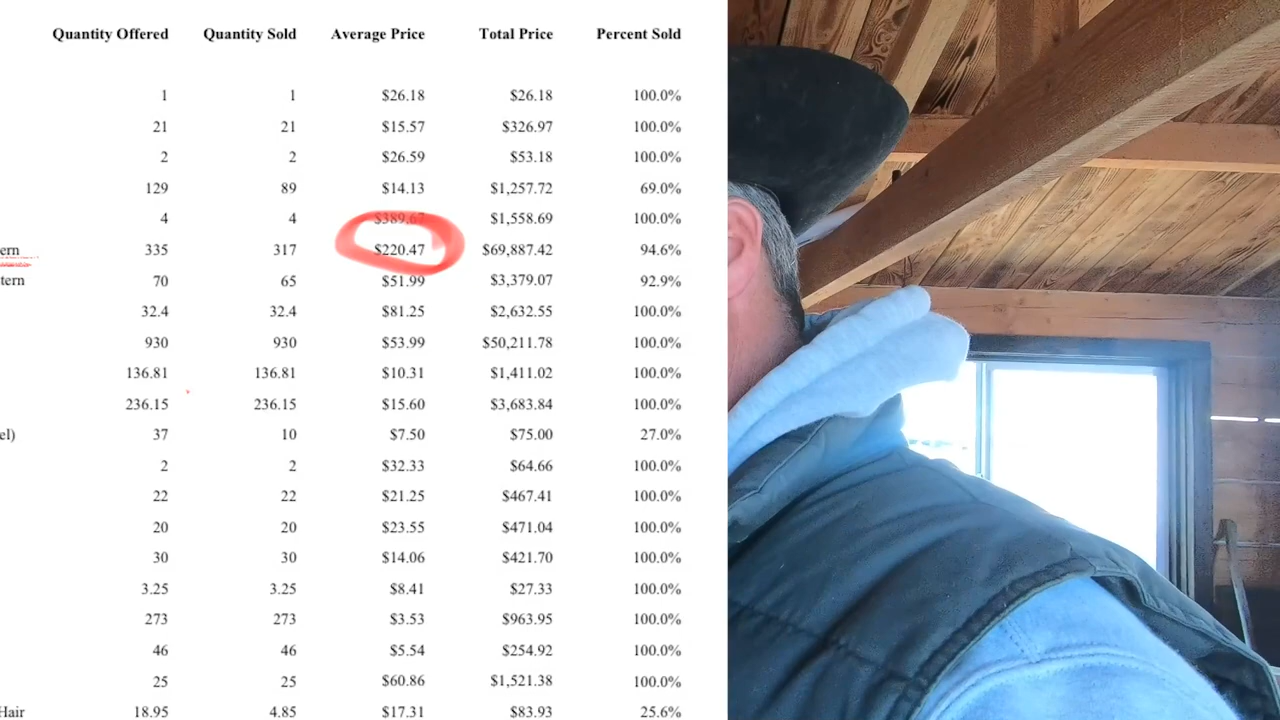 Quantity Offered Quantity Sold Average Price Total Price Percent Sold
1 1 $26.18 $26.18 100.0%
21 21 $15.57 $326.97 100.0%
2 2 $26.59 $53.18 100.0%
129 89 $14.13 $1,257.72 69.0%
4 4 $389.67 $1,558.69 100.0%
ern 335 317 $220.47 $69,887.42 94.6%
tern 70 65 $51.99 $3,379.07 92.9%
32.4 32.4 $81.25 $2,632.55 100.0%
930 930 $53.99 $50,211.78 100.0%
136.81 136.81 $10.31 $1,411.02 100.0%
236.15 236.15 $15.60 $3,683.84 100.0%
el) 37 10 $7.50 $75.00 27.0%
2 2 $32.33 $64.66 100.0%
22 22 $21.25 $467.41 100.0%
20 20 $23.55 $471.04 100.0%
30 30 $14.06 $421.70 100.0%
3.25 3.25 $8.41 $27.33 100.0%
273 273 $3.53 $963.95 100.0%
46 46 $5.54 $254.92 100.0%
25 25 $60.86 $1,521.38 100.0%
Hair 18.95 4.85 $17.31 $83.93 25.6%